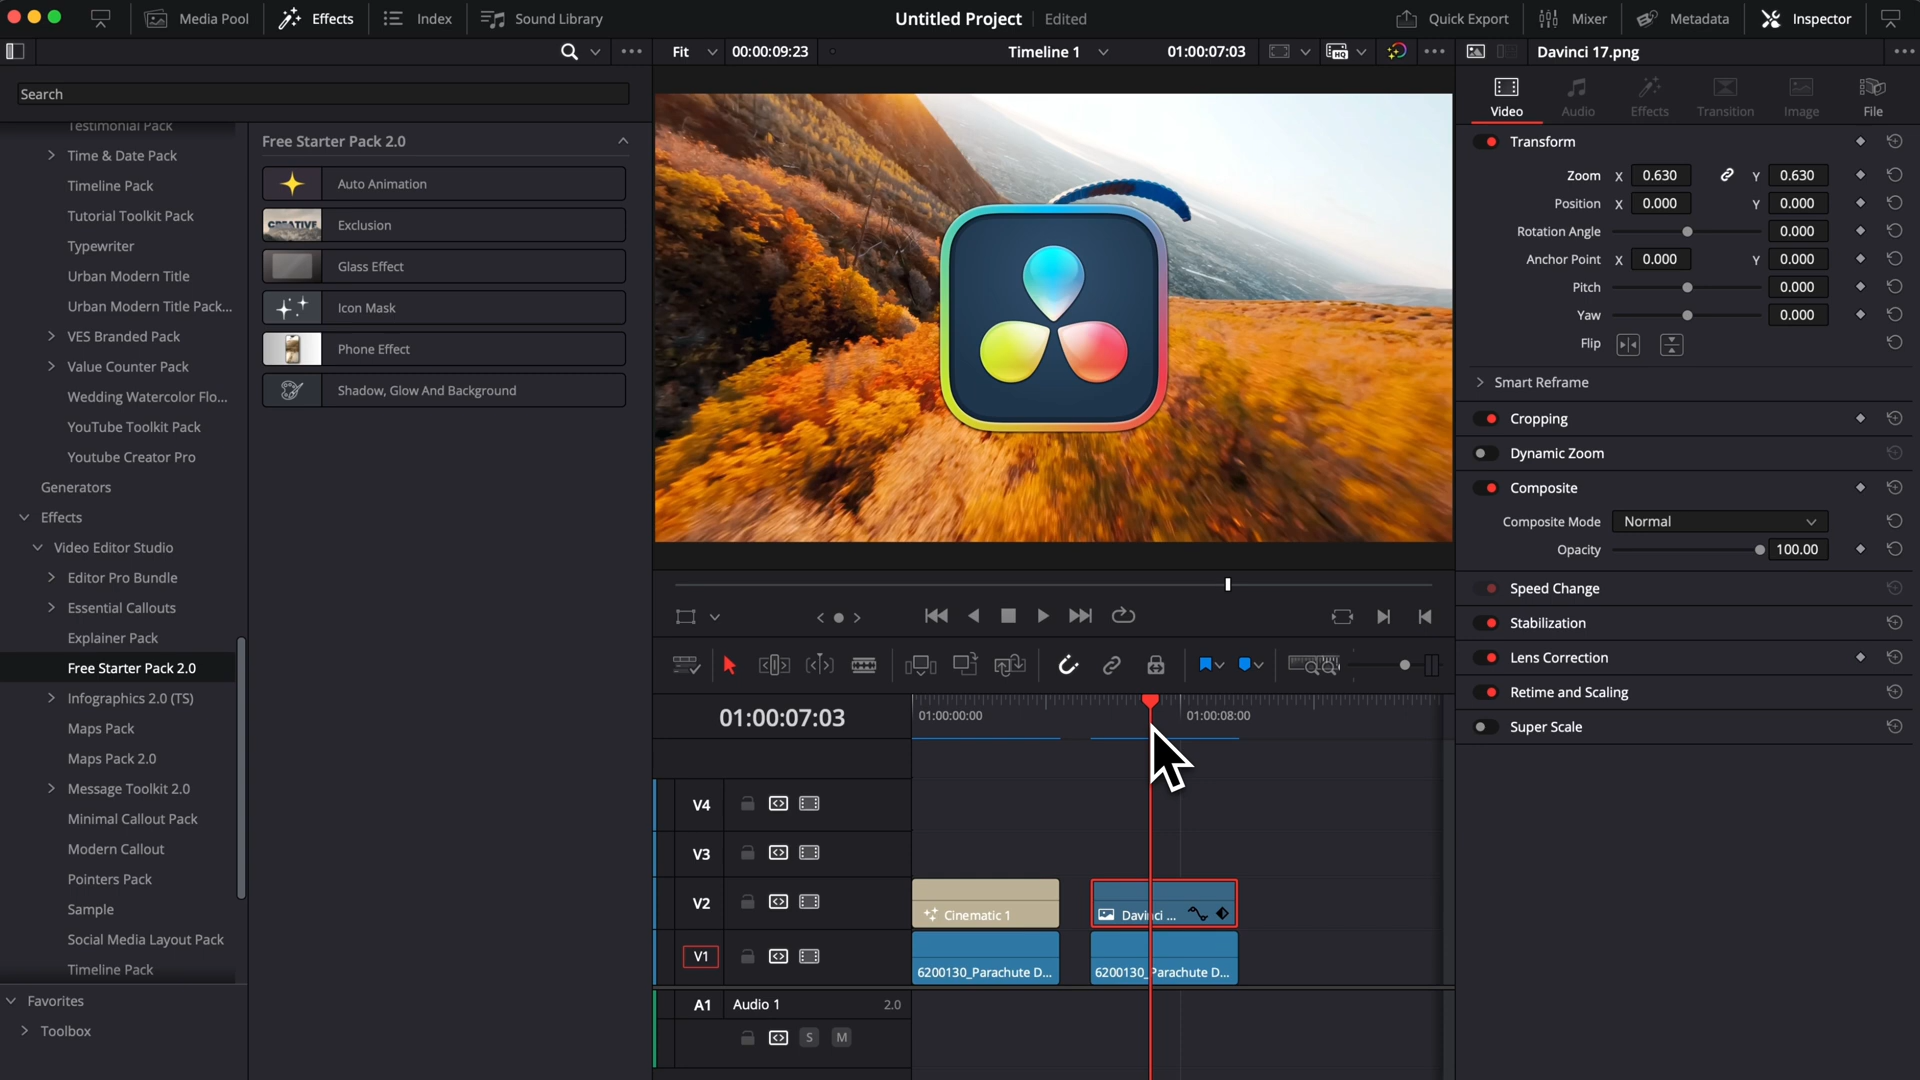 Media Pool
Effects
Index
Sound Library
Untitled Project
Edited
Quick Export
Mixer
Metadata
Inspector
Fit
00:00:09:23
Timeline 1
01:00:07:03
Davinci 17.png
Search
Testimonial Pack
Time & Date Pack
Timeline Pack
Tutorial Toolkit Pack
Typewriter
Urban Modern Title
Urban Modern Title Pack...
VES Branded Pack
Value Counter Pack
Wedding Watercolor Flo...
YouTube Toolkit Pack
Youtube Creator Pro
Generators
Effects
Video Editor Studio
Editor Pro Bundle
Essential Callouts
Explainer Pack
Free Starter Pack 2.0
Infographics 2.0 (TS)
Maps Pack
Maps Pack 2.0
Message Toolkit 2.0
Minimal Callout Pack
Modern Callout
Pointers Pack
Sample
Social Media Layout Pack
Timeline Pack
Favorites
Toolbox
Free Starter Pack 2.0
Auto Animation
CREATIVE
Exclusion
Glass Effect
Icon Mask
Phone Effect
Shadow, Glow And Background
Video
Audio
Effects
Transition
Image
File
Transform
Zoom X 0.630 Y 0.630
Position X 0.000 Y 0.000
Rotation Angle 0.000
Anchor Point X 0.000 Y 0.000
Pitch 0.000
Yaw 0.000
Flip
Smart Reframe
Cropping
Dynamic Zoom
Composite
Composite Mode Normal
Opacity 100.00
Speed Change
Stabilization
Lens Correction
Retime and Scaling
Super Scale
01:00:07:03
01:00:00:00
01:00:08:00
V4
V3
V2
Cinematic 1
Davinci ...
V1
6200130_Parachute D...
6200130_Parachute D...
A1 Audio 1 2.0
S M